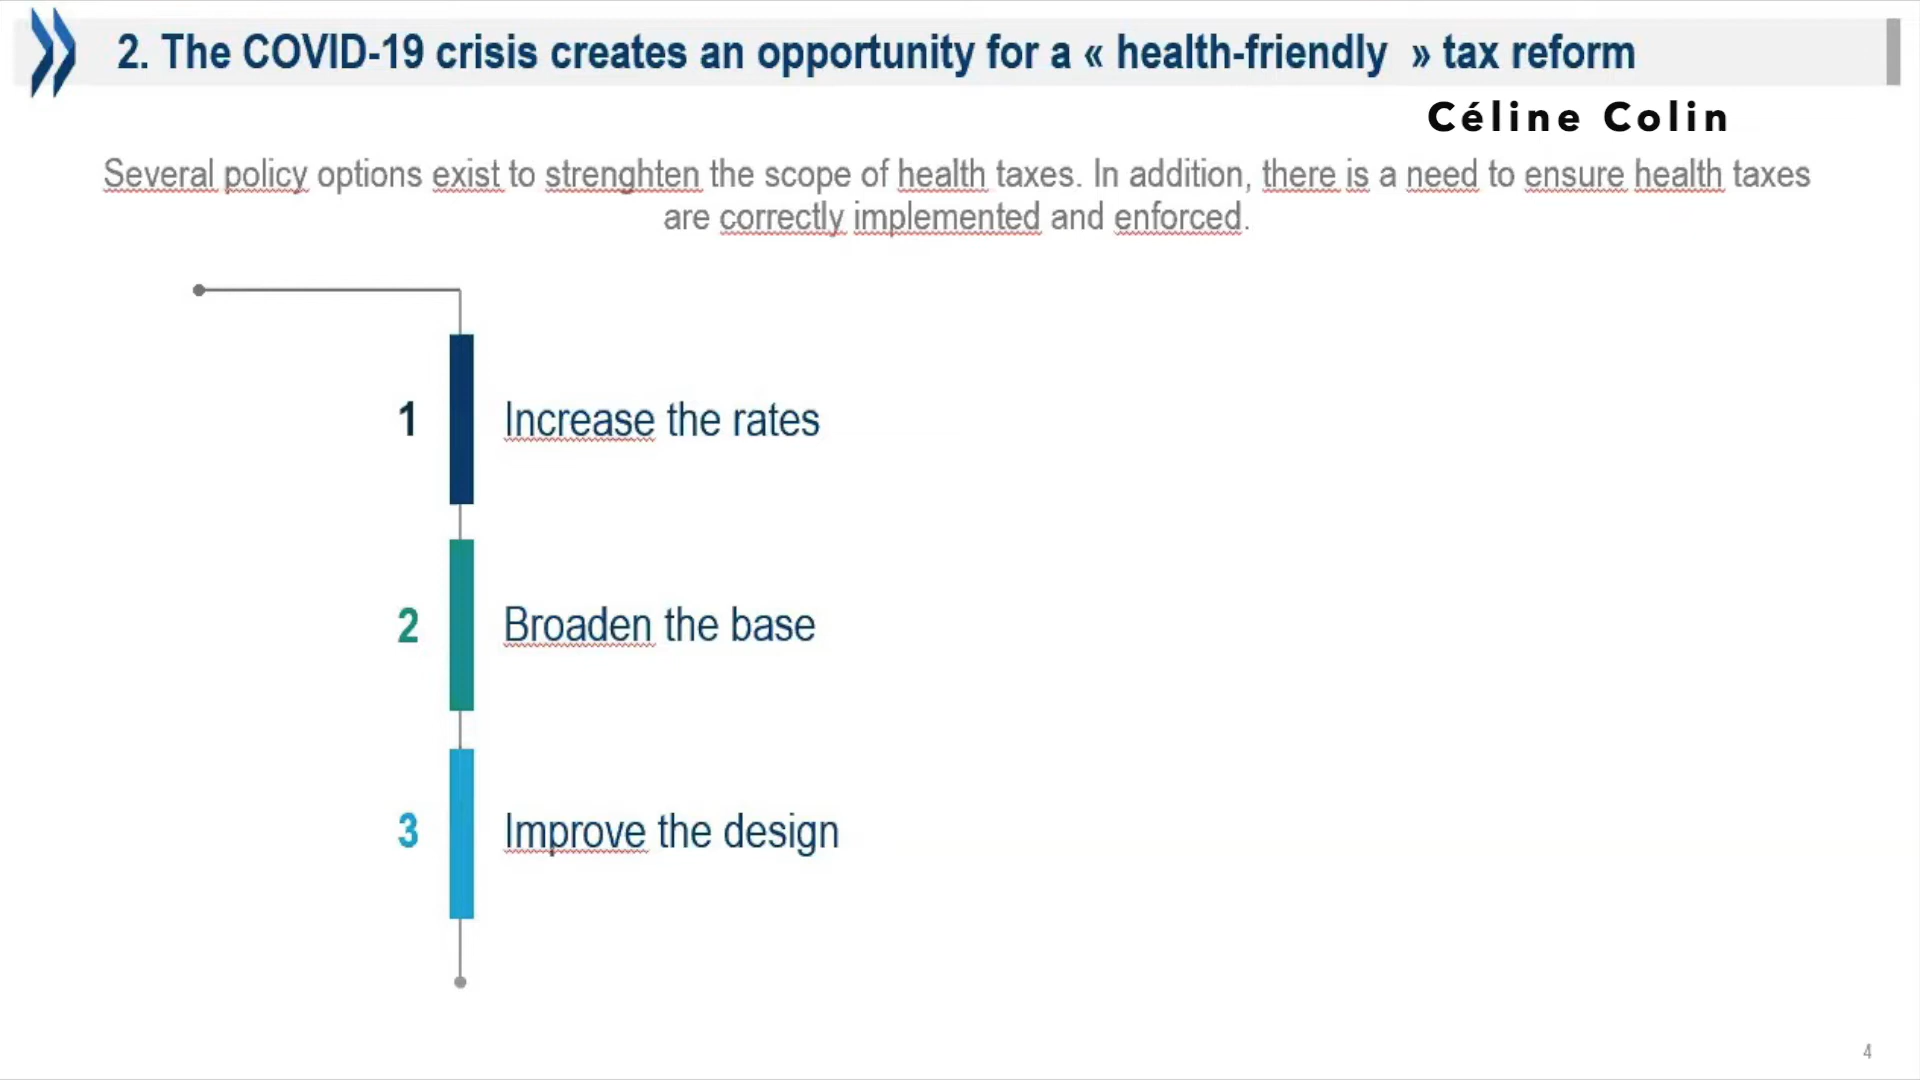 2. The COVID-19 crisis creates an opportunity for a « health-friendly » tax reform
Céline Colin
Several policy options exist to strenghten the scope of health taxes. In addition, there is a need to ensure health taxes
are correctly implemented and enforced.
1 Increase the rates
2 Broaden the base
3 Improve the design
4